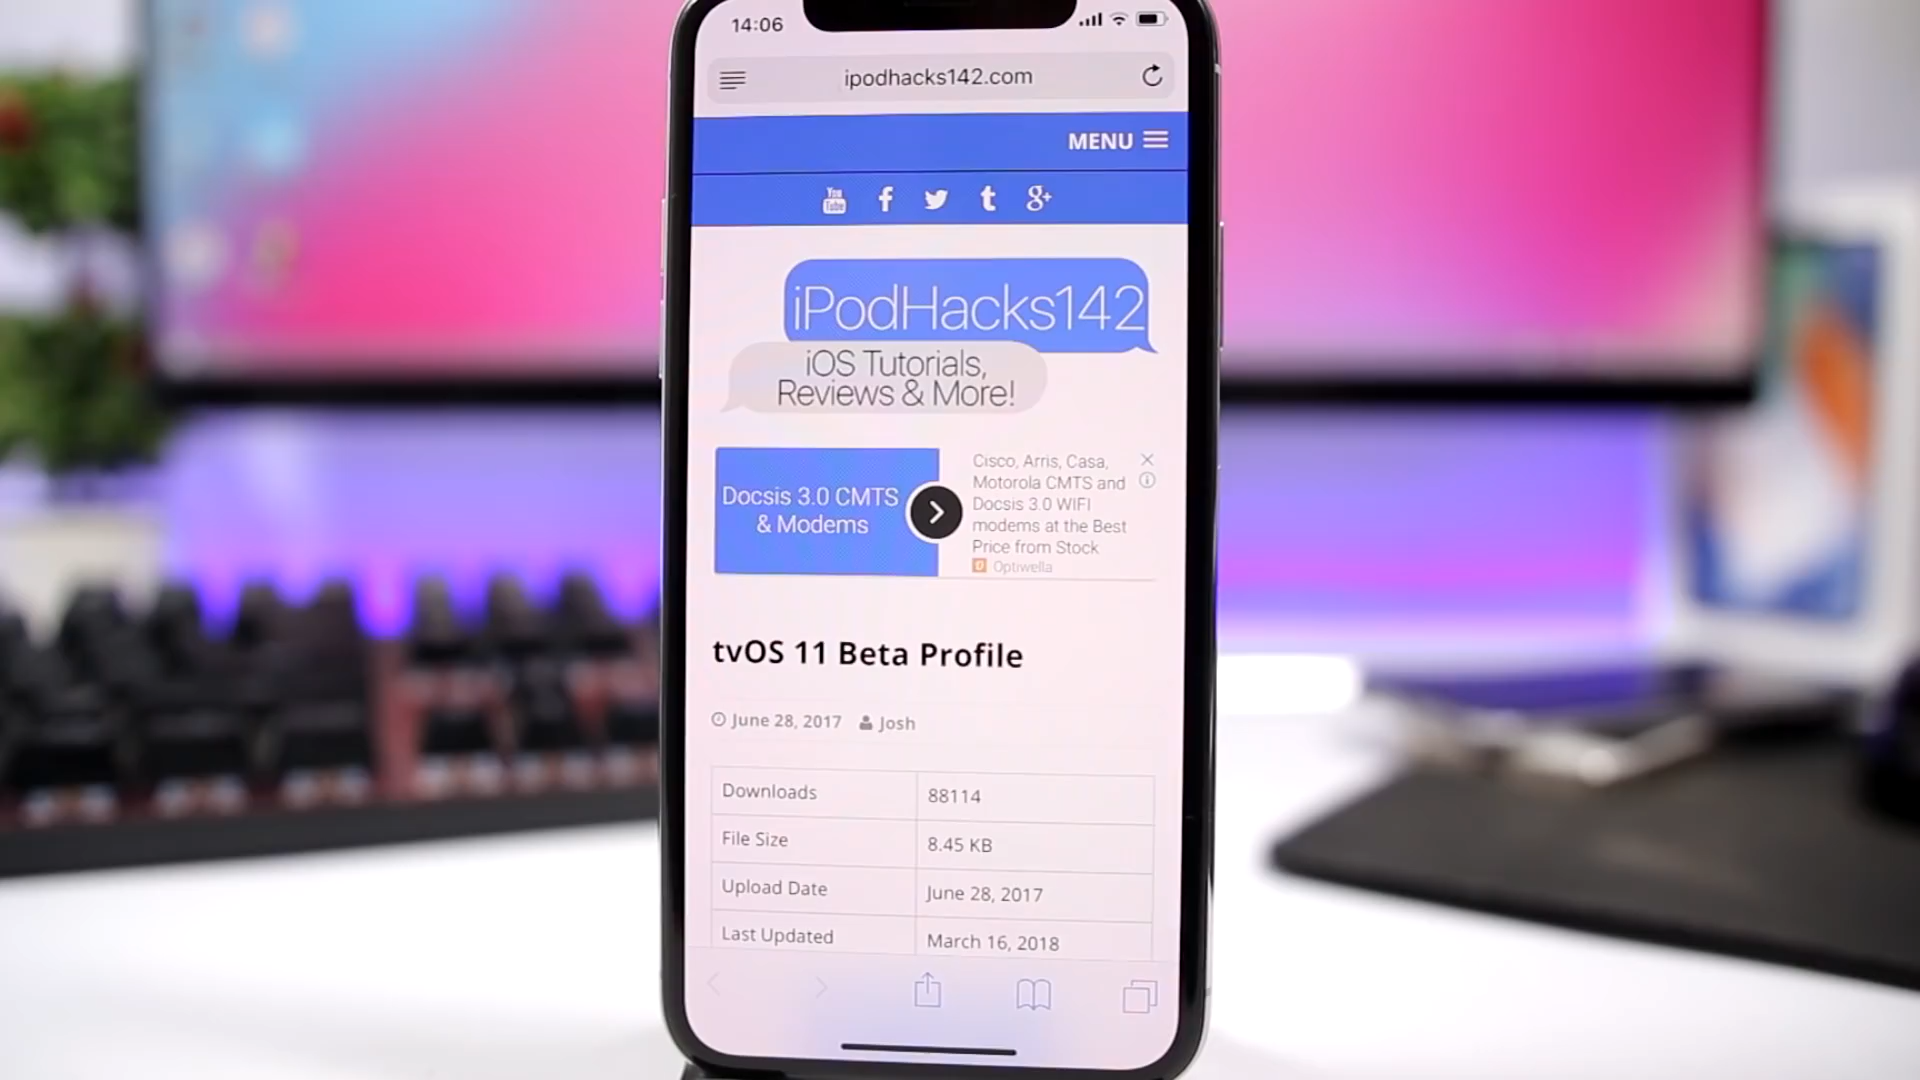 14:06
ipodhacks142.com
MENU
You
Tube
f
t
g+
iPodHacks142
iOS Tutorials,
Reviews & More!
Docsis 3.0 CMTS
& Modems
Cisco, Arris, Casa,
Motorola CMTS and
Docsis 3.0 WIFI
modems at the Best
Price from Stock
Optiwella
tvOS 11 Beta Profile
June 28, 2017 Josh
Downloads 88114
File Size 8.45 KB
Upload Date June 28, 2017
Last Updated March 16, 2018